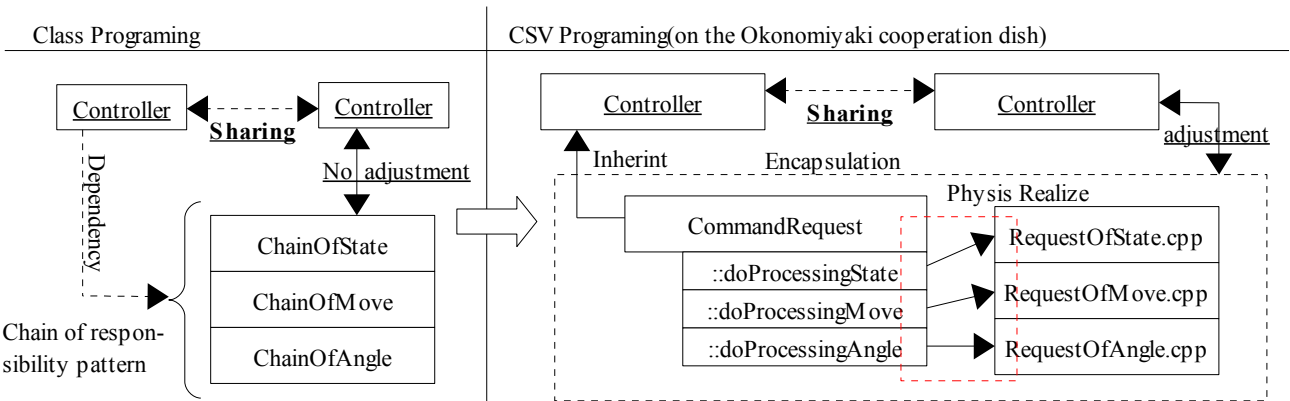 Class Programing
CSV Programing(on the Okonomiyaki cooperation dish)
Controller
Controller
Sharing
Dependency
No adjustment
ChainOfState
ChainOfMove
ChainOfAngle
Chain of respon-
sibility pattern
Controller
Controller
Sharing
adjustment
Inherint
Encapsulation
Physis Realize
CommandRequest
::doProcessingState
::doProcessingMove
::doProcessingAngle
RequestOfState.cpp
RequestOfMove.cpp
RequestOfAngle.cpp